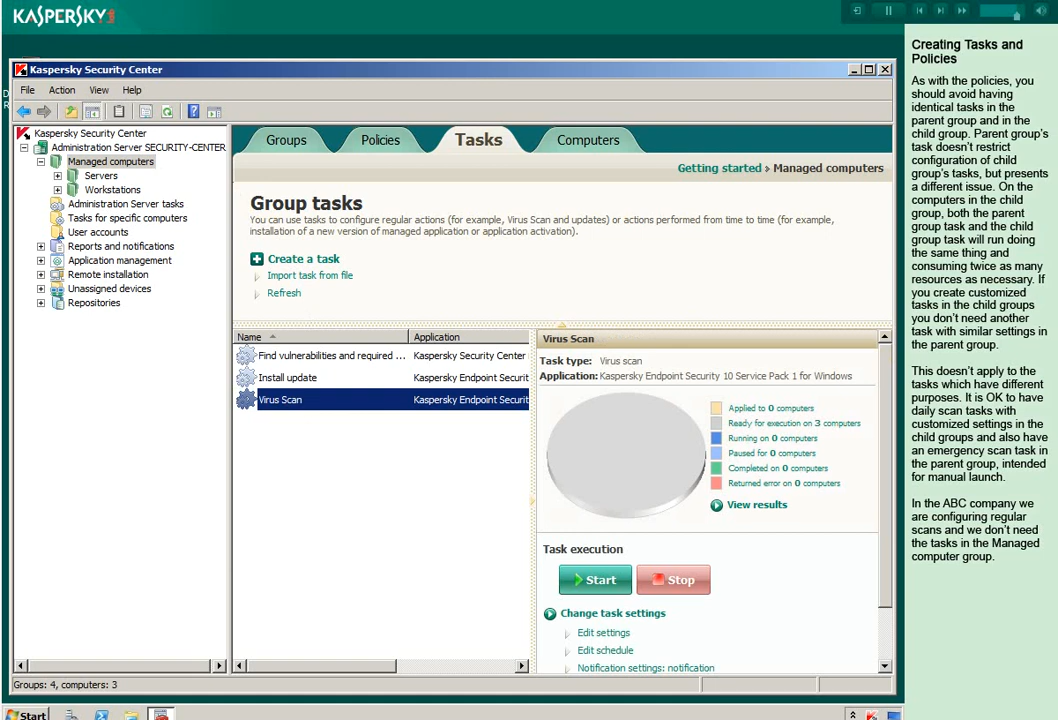 KASPERSKY
Creating Tasks and
Policies
As with the policies, you
should avoid having
identical tasks in the
parent group and in the
child group. Parent group's
task doesn't restrict
configuration of child
group's tasks, but presents
a different issue. On the
computers in the child
group, both the parent
group task and the child
group task will run doing
the same thing and
consuming twice as many
resources as necessary. If
you create customized
tasks in the child groups
you don't need another
task with similar settings in
the parent group.
This doesn't apply to the
tasks which have different
purposes. It is OK to have
daily scan tasks with
customized settings in the
child groups and also have
an emergency scan task in
the parent group, intended
for manual launch.
In the ABC company we
are configuring regular
scans and we don't need
the tasks in the Managed
computer group.
D
R
Kaspersky Security Center
File Action View Help
Kaspersky Security Center
Administration Server SECURITY-CENTER
Managed computers
Servers
Workstations
Administration Server tasks
Tasks for specific computers
User accounts
Reports and notifications
Application management
Remote installation
Unassigned devices
Repositories
Groups Policies Tasks Computers
Getting started > Managed computers
Group tasks
You can use tasks to configure regular actions (for example, Virus Scan and updates) or actions performed from time to time (for example,
installation of a new version of managed application or application activation).
Create a task
Import task from file
Refresh
Name Application
Find vulnerabilities and required ... Kaspersky Security Center
Install update Kaspersky Endpoint Securit
Virus Scan Kaspersky Endpoint Securit
Virus Scan
Task type: Virus scan
Application: Kaspersky Endpoint Security 10 Service Pack 1 for Windows
Applied to 0 computers
Ready for execution on 3 computers
Running on 0 computers
Paused for 0 computers
Completed on 0 computers
Returned error on 0 computers
View results
Task execution
Start Stop
Change task settings
Edit settings
Edit schedule
Notification settings: notification
Groups: 4, computers: 3
Start